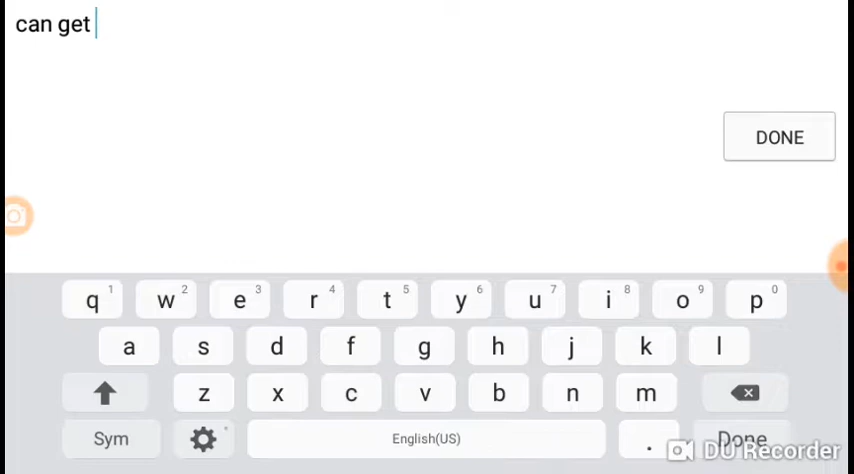 can get
DONE
q 1 w 2 e 3 r 4 t 5 y 6 u 7 i 8 o 9 p 0
a s d f g h j k l
z x c v b n m
Sym English(US) . Done
DU Recorder